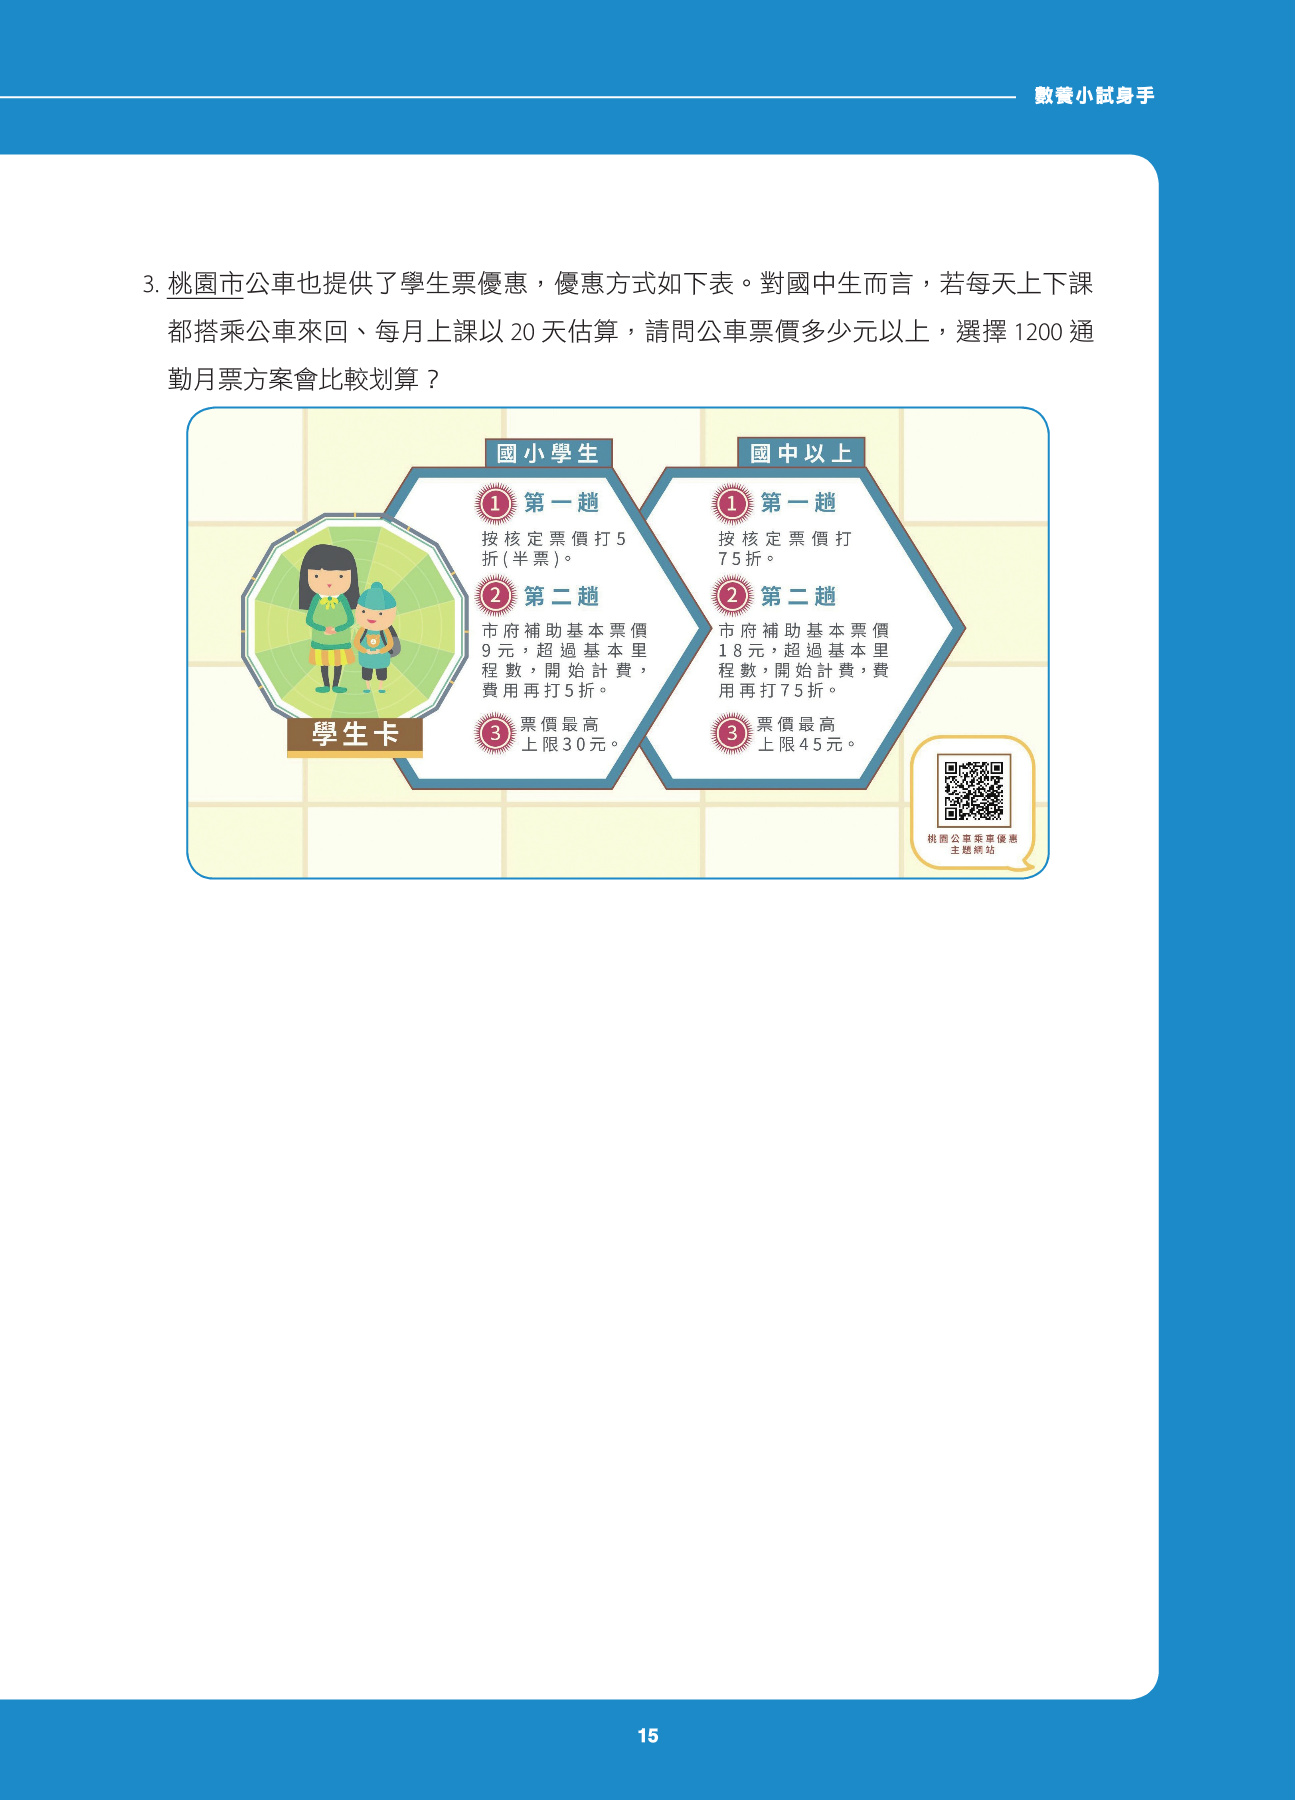 數養小試身手
3. 桃園市公車也提供了學生票優惠，優惠方式如下表。對國中生而言，若每天上下課
都搭乘公車來回、每月上課以 20 天估算，請問公車票價多少元以上，選擇 1200 通
勤月票方案會比較划算？
國小學生
1 第一趟
按核定票價打5
折(半票)。
2 第二趟
市府補助基本票價
9元，超過基本里
程數，開始計費，
費用再打5折。
3 票價最高
上限30元。
國中以上
1 第一趟
按核定票價打
75折。
2 第二趟
市府補助基本票價
18元，超過基本里
程數，開始計費，費
用再打75折。
3 票價最高
上限45元。
學生卡
桃園公車乘車優惠
主題網站
15